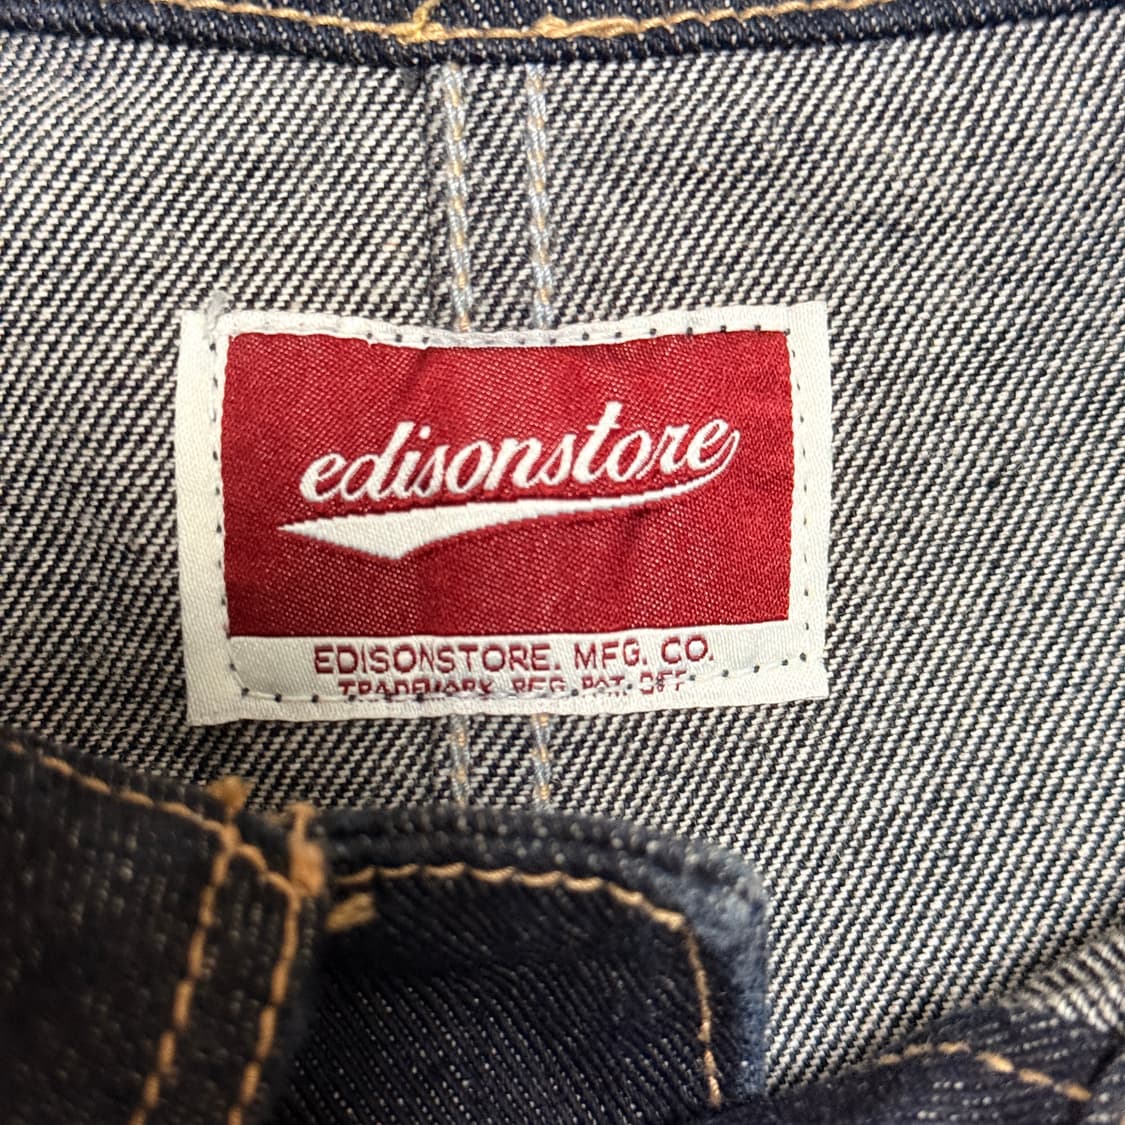 edisonstore
EDISONSTORE. MFG. CO.
TRADEMARK REG. PAT. OFF